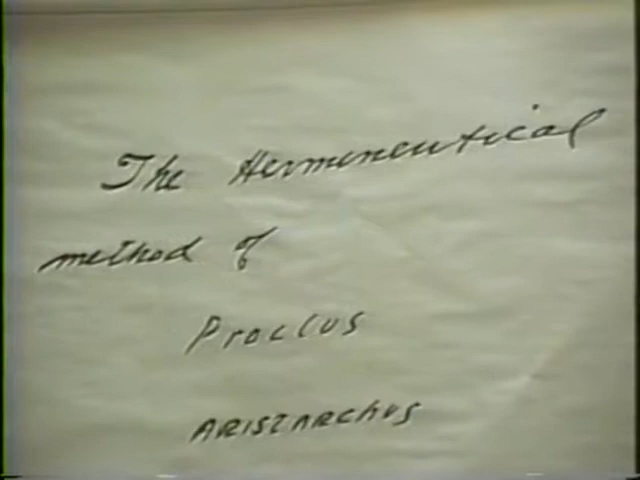 The Hermeneutical
method of
Proclus
ARISTARchus